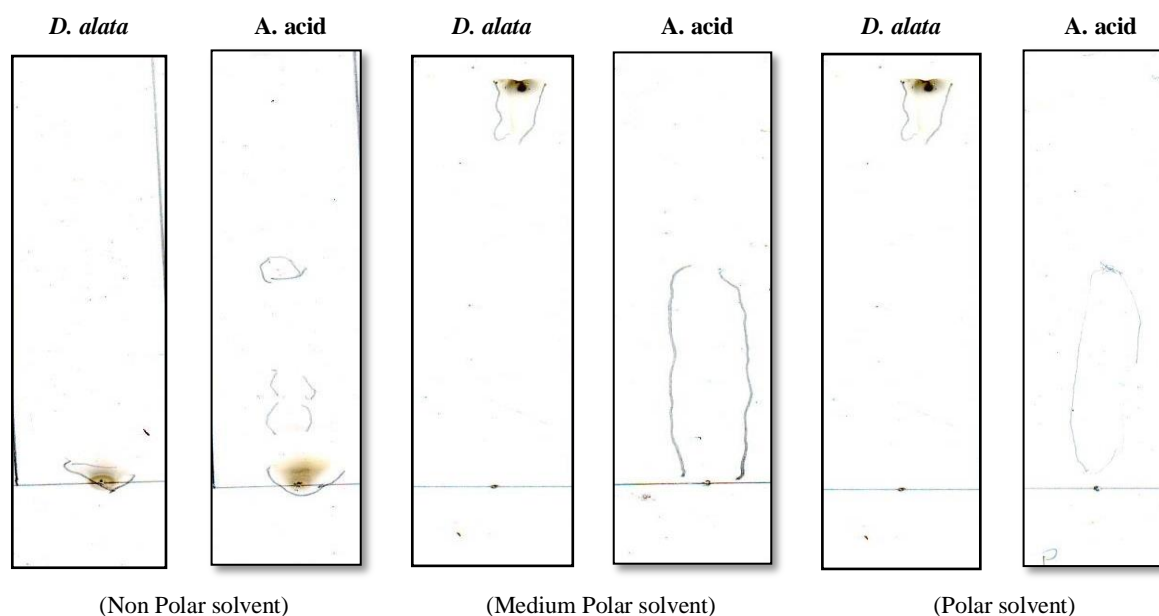 D. alata A. acid D. alata A. acid D. alata A. acid
P
(Non Polar solvent) (Medium Polar solvent) (Polar solvent)